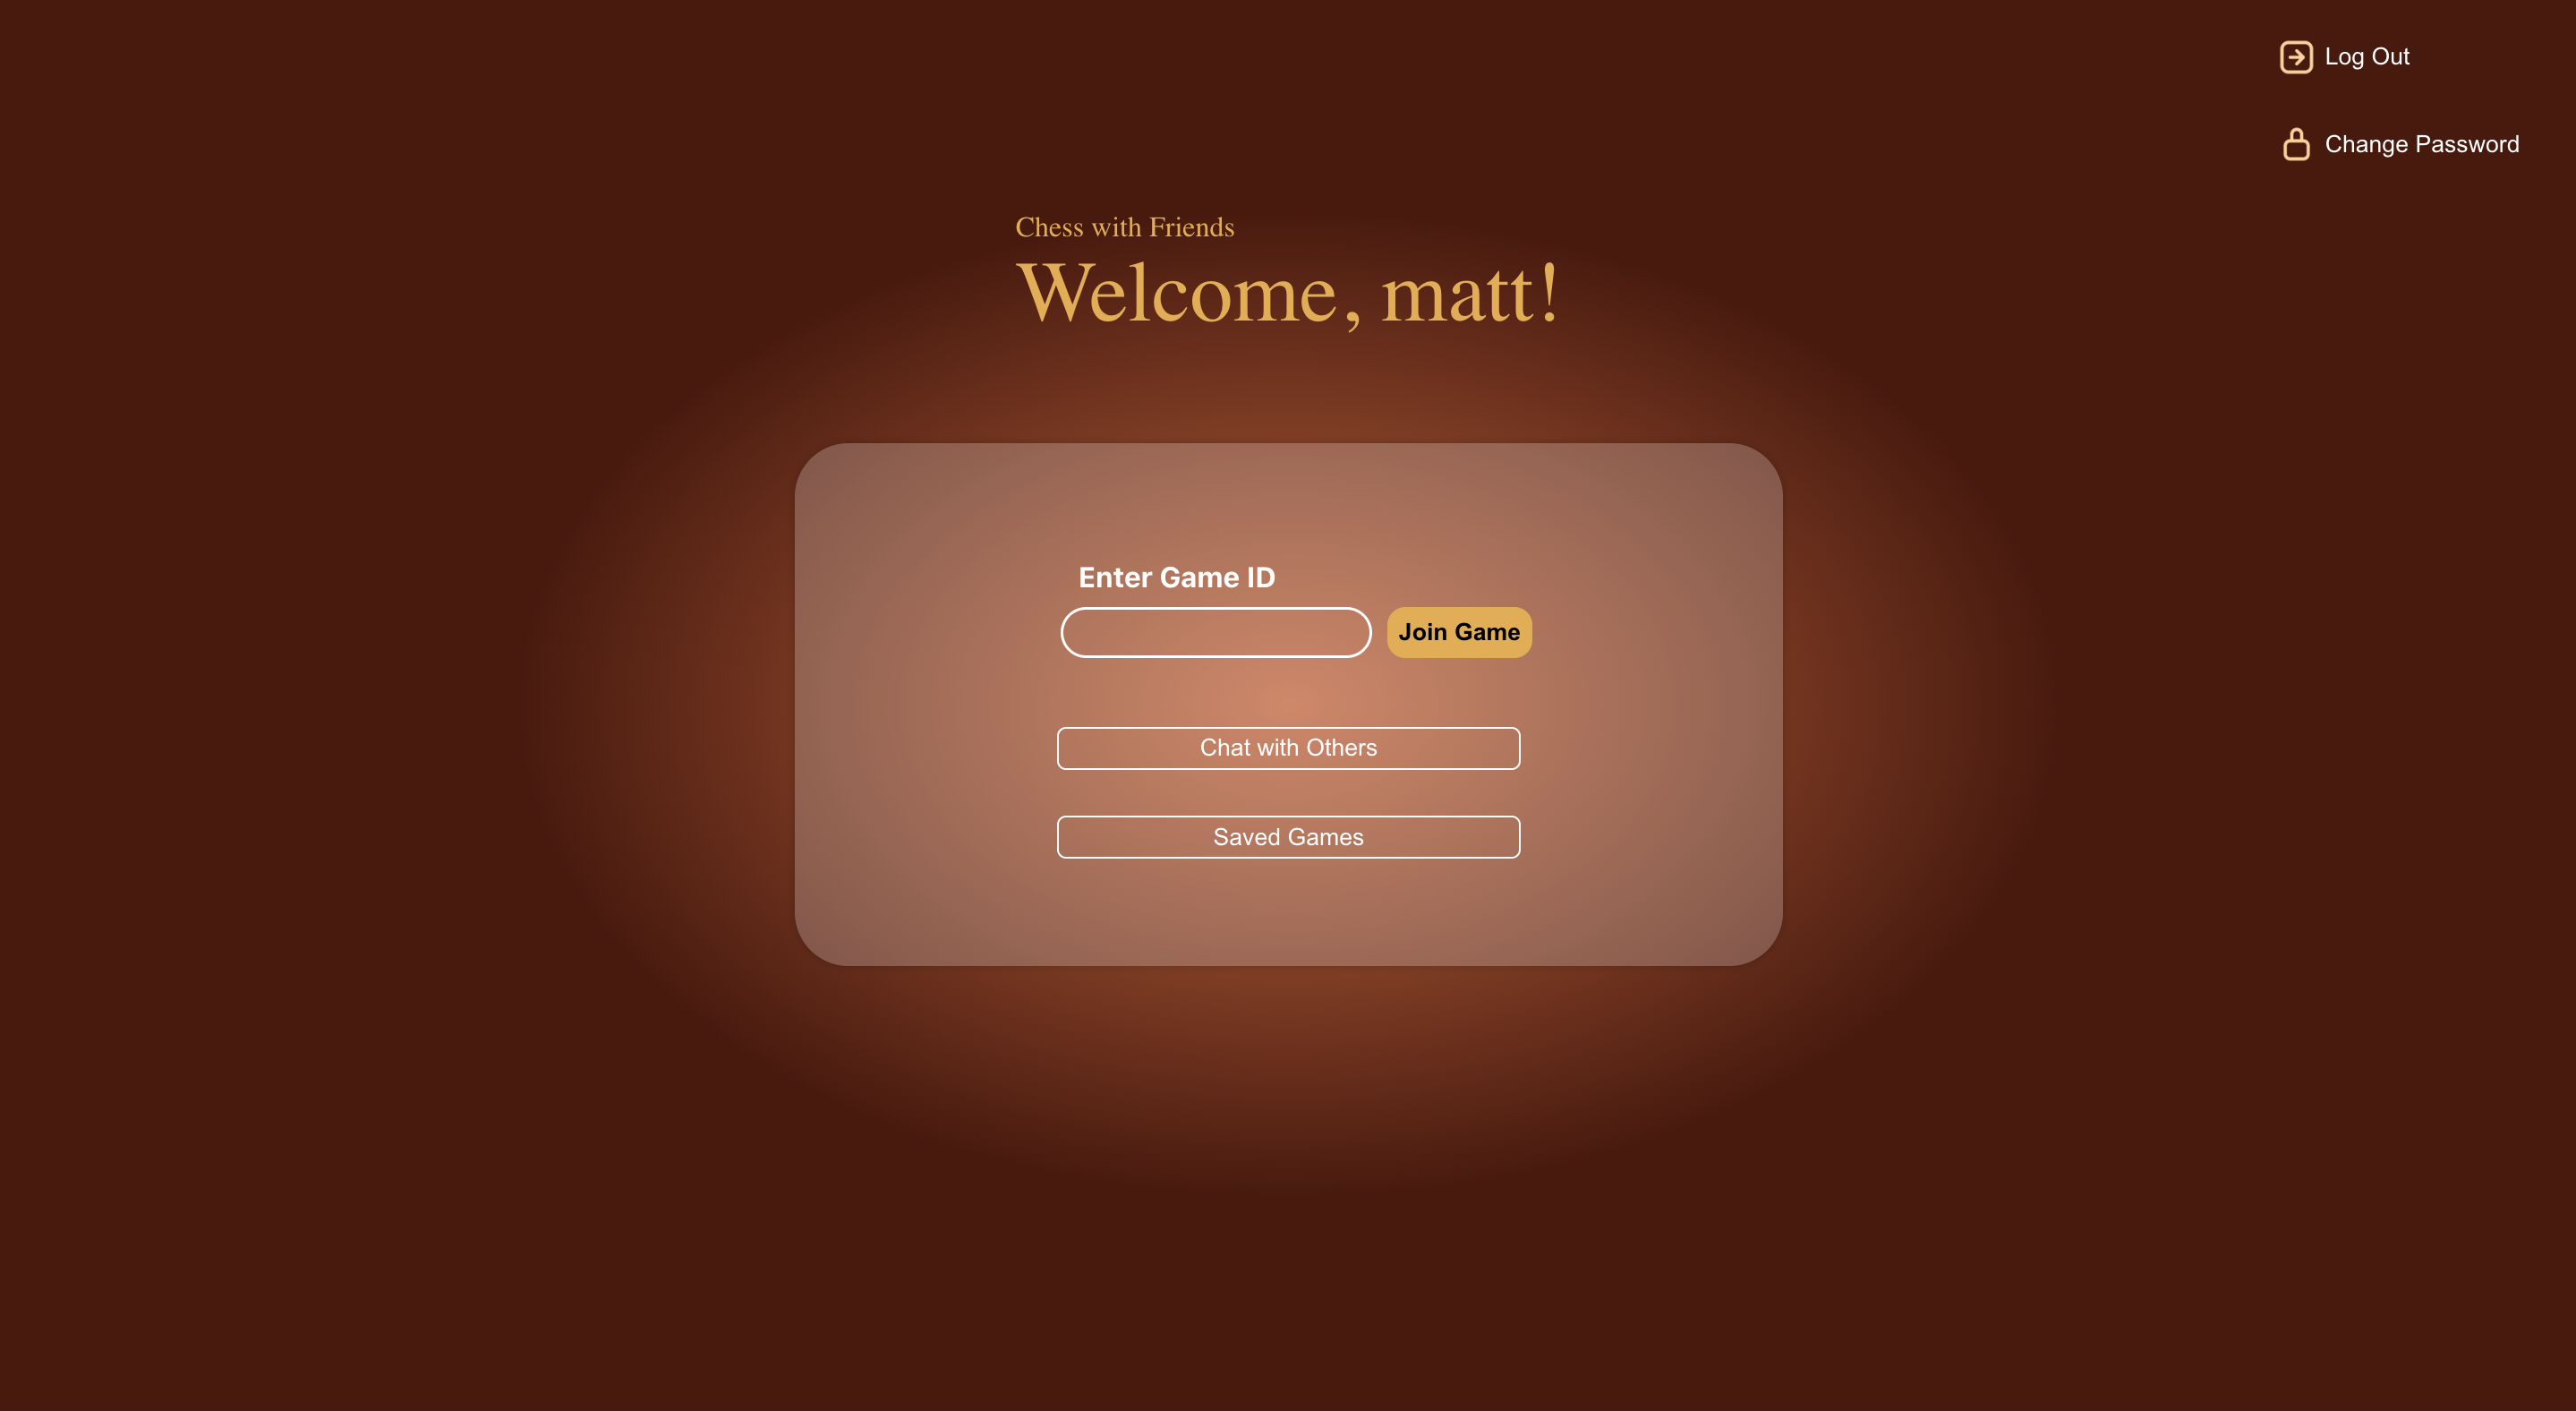 Log Out
Change Password
Chess with Friends
Welcome, matt!
Enter Game ID
Join Game
Chat with Others
Saved Games